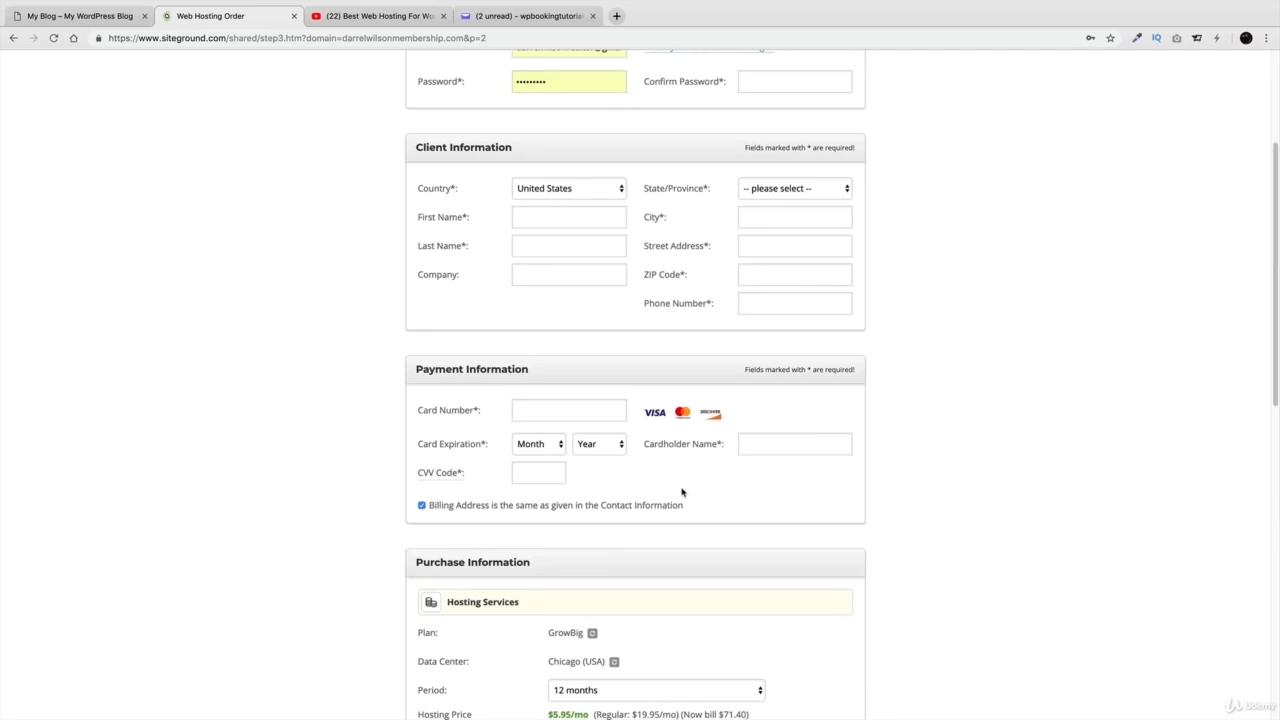 My Blog – My WordPress Blog
Web Hosting Order
(22) Best Web Hosting For Wo
(2 unread) - wpbookingtutorial
https://www.siteground.com/shared/step3.htm?domain=darrelwilsonmembership.com&p=2
Password*: ••••••••• Confirm Password*:
Client Information Fields marked with * are required!
Country*: United States State/Province*: -- please select --
First Name*: City*:
Last Name*: Street Address*:
Company: ZIP Code*:
Phone Number*:
Payment Information Fields marked with * are required!
Card Number*: VISA mastercard DISCOVER
Card Expiration*: Month Year Cardholder Name*:
CVV Code*:
Billing Address is the same as given in the Contact Information
Purchase Information
Hosting Services
Plan: GrowBig
Data Center: Chicago (USA)
Period: 12 months
Hosting Price $5.95/mo (Regular: $19.95/mo) (Now bill $71.40)
Udemy